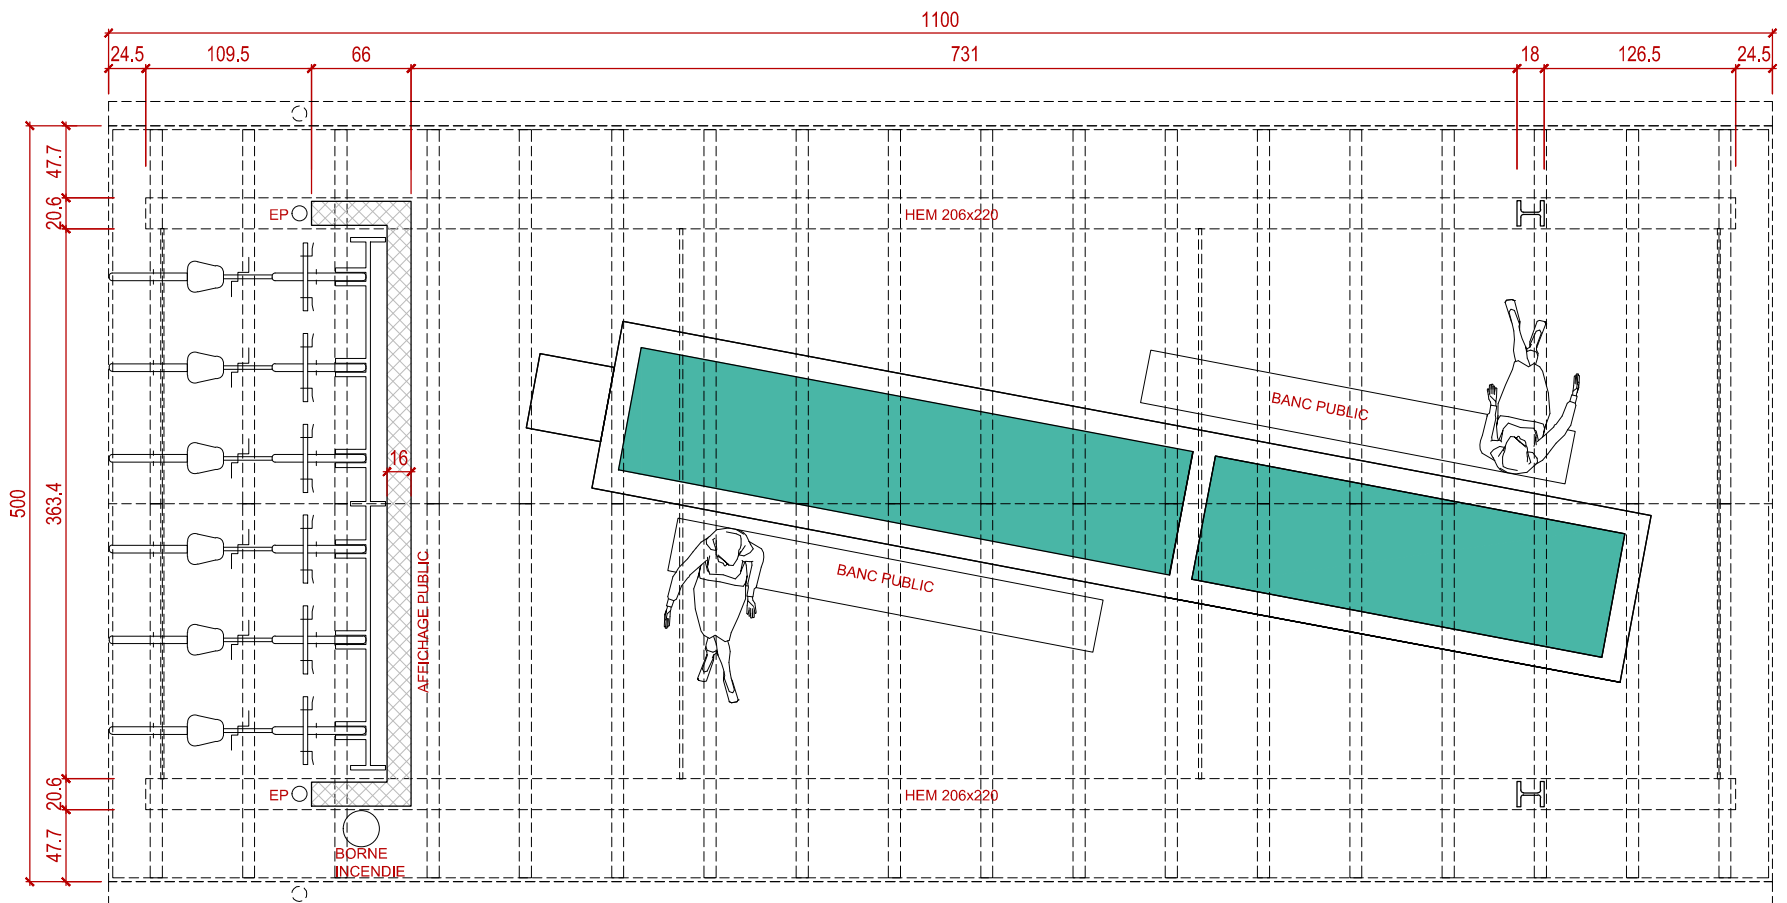 1100
24.5 109.5 66 731 18 126.5 24.5
47.7
20.6
EP
HEM 206x220
BANC PUBLIC
16
500
363.4
AFFICHAGE PUBLIC
BANC PUBLIC
20.6
EP
HEM 206x220
47.7
BORNE
INCENDIE